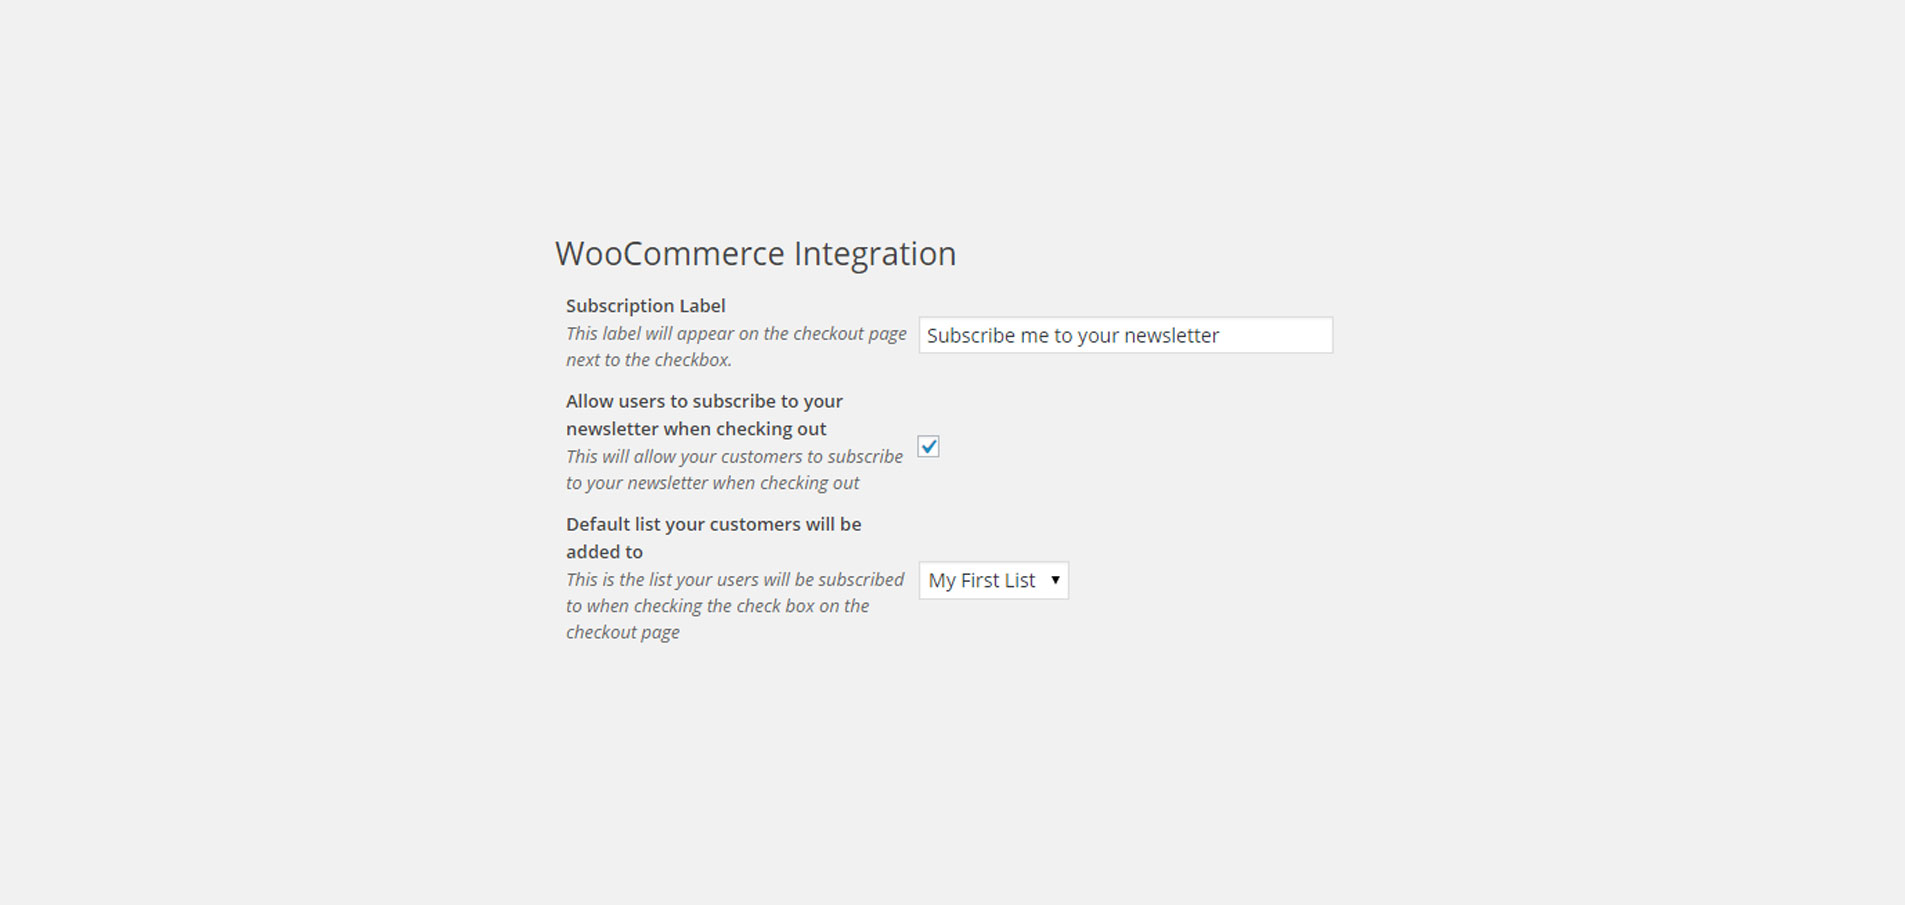 WooCommerce Integration
Subscription Label
This label will appear on the checkout page
next to the checkbox.
Subscribe me to your newsletter
Allow users to subscribe to your
newsletter when checking out
This will allow your customers to subscribe
to your newsletter when checking out
Default list your customers will be
added to
This is the list your users will be subscribed
to when checking the check box on the
checkout page
My First List